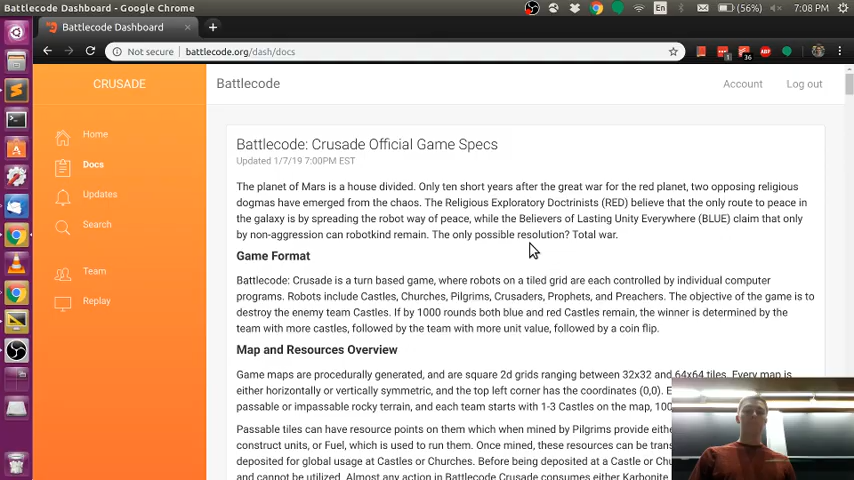 Battlecode Dashboard - Google Chrome
En
(56%)
7:08 PM
Battlecode Dashboard
Not secure
battlecode.org/dash/docs
1
36
ABP
CRUSADE
Battlecode
Account
Log out
Home
Docs
Updates
Search
Team
Replay
Battlecode: Crusade Official Game Specs
Updated 1/7/19 7:00PM EST
The planet of Mars is a house divided. Only ten short years after the great war for the red planet, two opposing religious
dogmas have emerged from the chaos. The Religious Exploratory Doctrinists (RED) believe that the only route to peace in
the galaxy is by spreading the robot way of peace, while the Believers of Lasting Unity Everywhere (BLUE) claim that only
by non-aggression can robotkind remain. The only possible resolution? Total war.
Game Format
Battlecode: Crusade is a turn based game, where robots on a tiled grid are each controlled by individual computer
programs. Robots include Castles, Churches, Pilgrims, Crusaders, Prophets, and Preachers. The objective of the game is to
destroy the enemy team Castles. If by 1000 rounds both blue and red Castles remain, the winner is determined by the
team with more castles, followed by the team with more unit value, followed by a coin flip.
Map and Resources Overview
Game maps are procedurally generated, and are square 2d grids ranging between 32x32 and 64x64 tiles. Every map is
either horizontally or vertically symmetric, and the top left corner has the coordinates (0,0). E
passable or impassable rocky terrain, and each team starts with 1-3 Castles on the map, 100
Passable tiles can have resource points on them which when mined by Pilgrims provide eithe
construct units, or Fuel, which is used to run them. Once mined, these resources can be tran
deposited for global usage at Castles or Churches. Before being deposited at a Castle or Chu
and cannot be utilized. Almost any action in Battlecode Crusade consumes either Karbonite